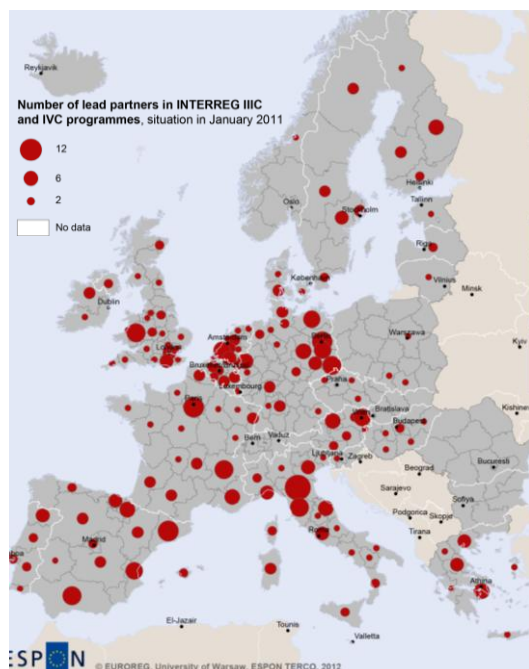 Reykjavik
Number of lead partners in INTERREG IIIC
and IVC programmes, situation in January 2011
12
6
2
No data
Helsinki
Oslo
Stockholm
Tallinn
Riga
København
Vilnius
Minsk
Dublin
Amsterdam
Warszawa
Kyiv
Luxembourg
Praha
Paris
Bratislava
Kishinev
Budapest
Bern
Vaduz
Ljubljana
Zagreb
Beograd
Bucuresti
Sarajevo
Sofiya
Podgorica
Skopje
Tirana
Roma
Madrid
Athina
El-Jazair
Tounis
Valletta
ESPON
© EUROREG, University of Warsaw, ESPON TERCO, 2012